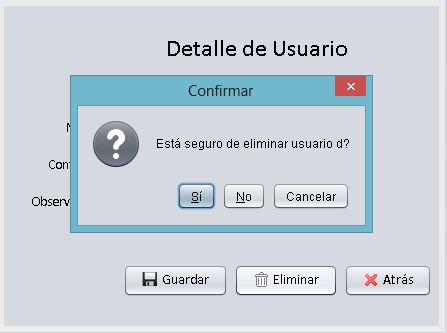 Detalle de Usuario
Confirmar
Está seguro de eliminar usuario d?
Sí No Cancelar
Guardar Eliminar Atrás